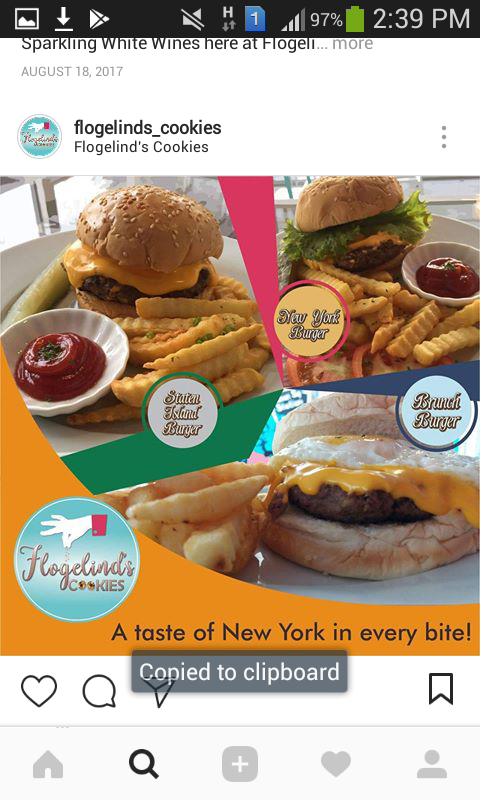 H 1 97% 2:39 PM
Sparkling White Wines here at Flogeli... more
AUGUST 18, 2017
flogelinds_cookies
Flogelind's Cookies
New York
Burger
Staten
Island
Burger
Brunch
Burger
Flogelind's
COOKIES
A taste of New York in every bite!
Copied to clipboard